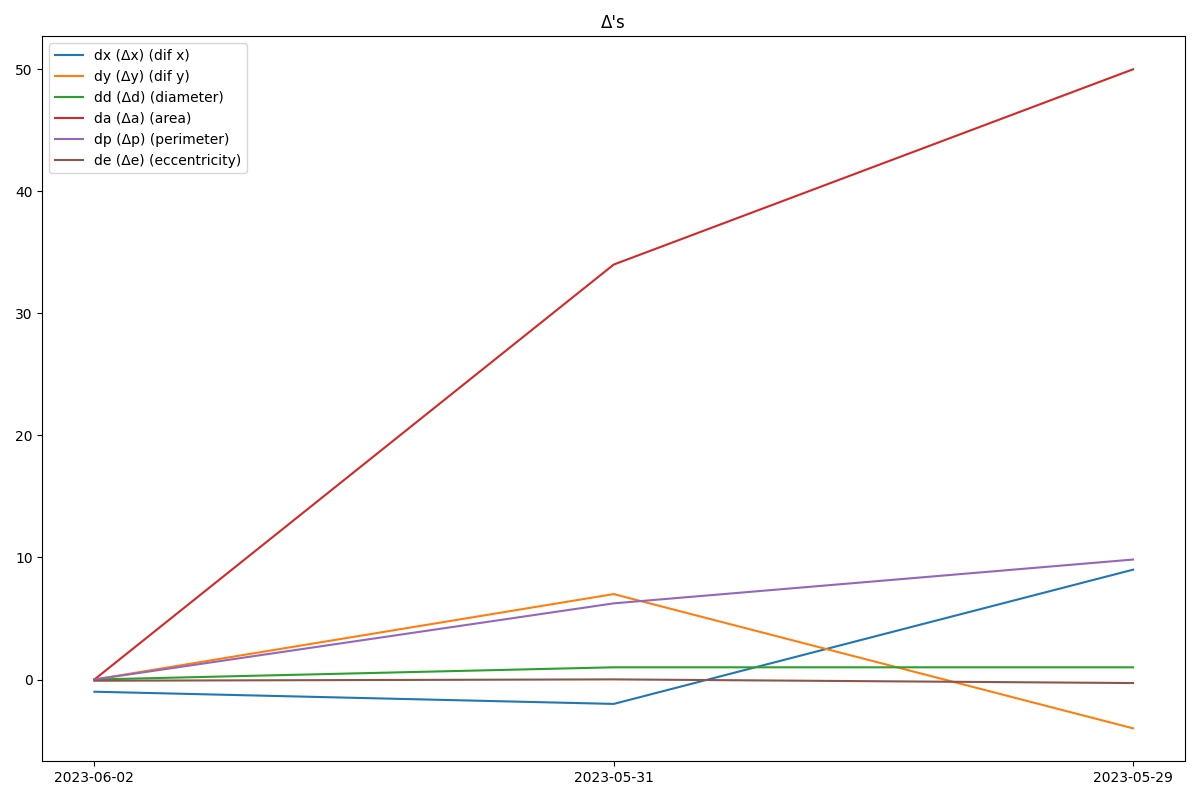 Δ's
dx (Δx) (dif x)
dy (Δy) (dif y)
dd (Δd) (diameter)
da (Δa) (area)
dp (Δp) (perimeter)
de (Δe) (eccentricity)
50
40
30
20
10
0
2023-06-02 2023-05-31 2023-05-29